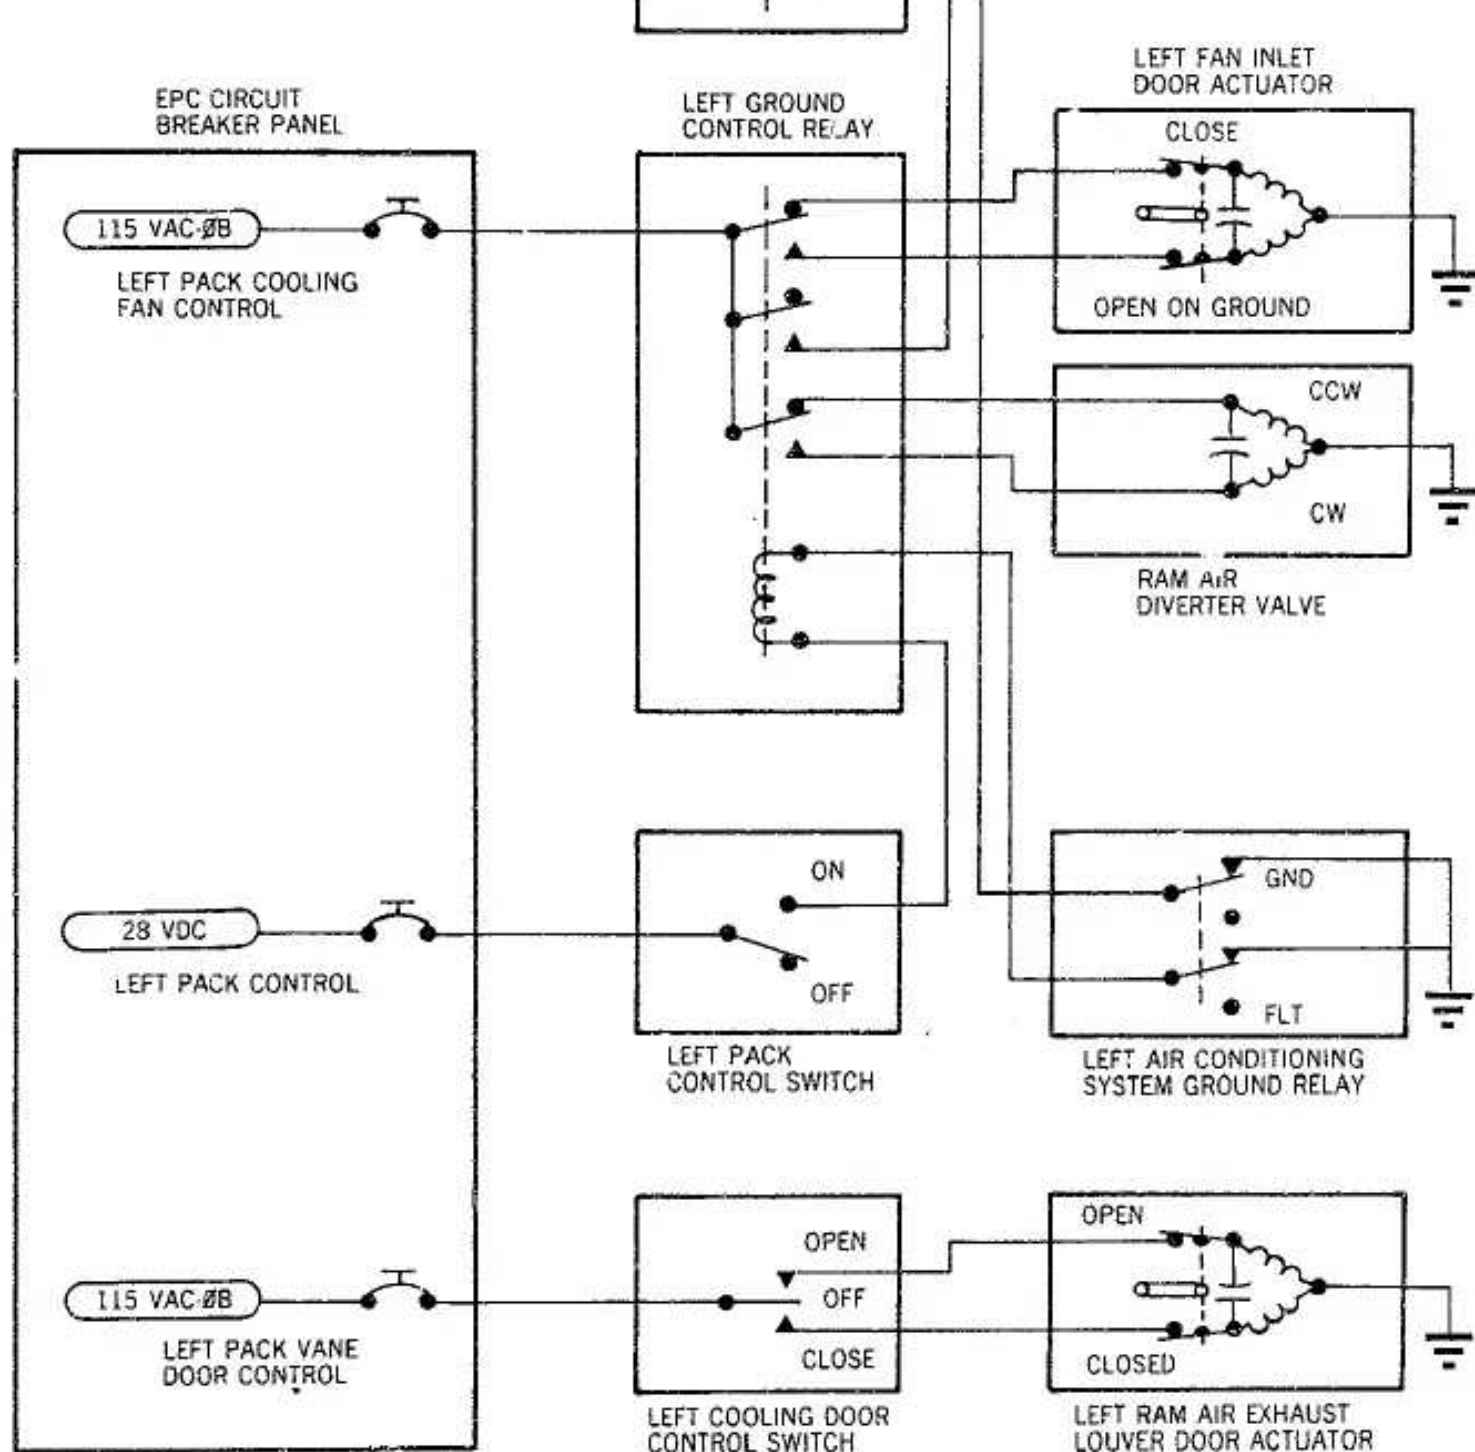 LEFT FAN INLET
DOOR ACTUATOR
EPC CIRCUIT
BREAKER PANEL
LEFT GROUND
CONTROL RELAY
CLOSE
115 VAC-ØB
LEFT PACK COOLING
FAN CONTROL
OPEN ON GROUND
CCW
CW
RAM AIR
DIVERTER VALVE
ON
GND
28 VDC
LEFT PACK CONTROL
OFF
FLT
LEFT PACK
CONTROL SWITCH
LEFT AIR CONDITIONING
SYSTEM GROUND RELAY
OPEN
OPEN
115 VAC-ØB
OFF
LEFT PACK VANE
DOOR CONTROL
CLOSE
CLOSED
LEFT COOLING DOOR
CONTROL SWITCH
LEFT RAM AIR EXHAUST
LOUVER DOOR ACTUATOR